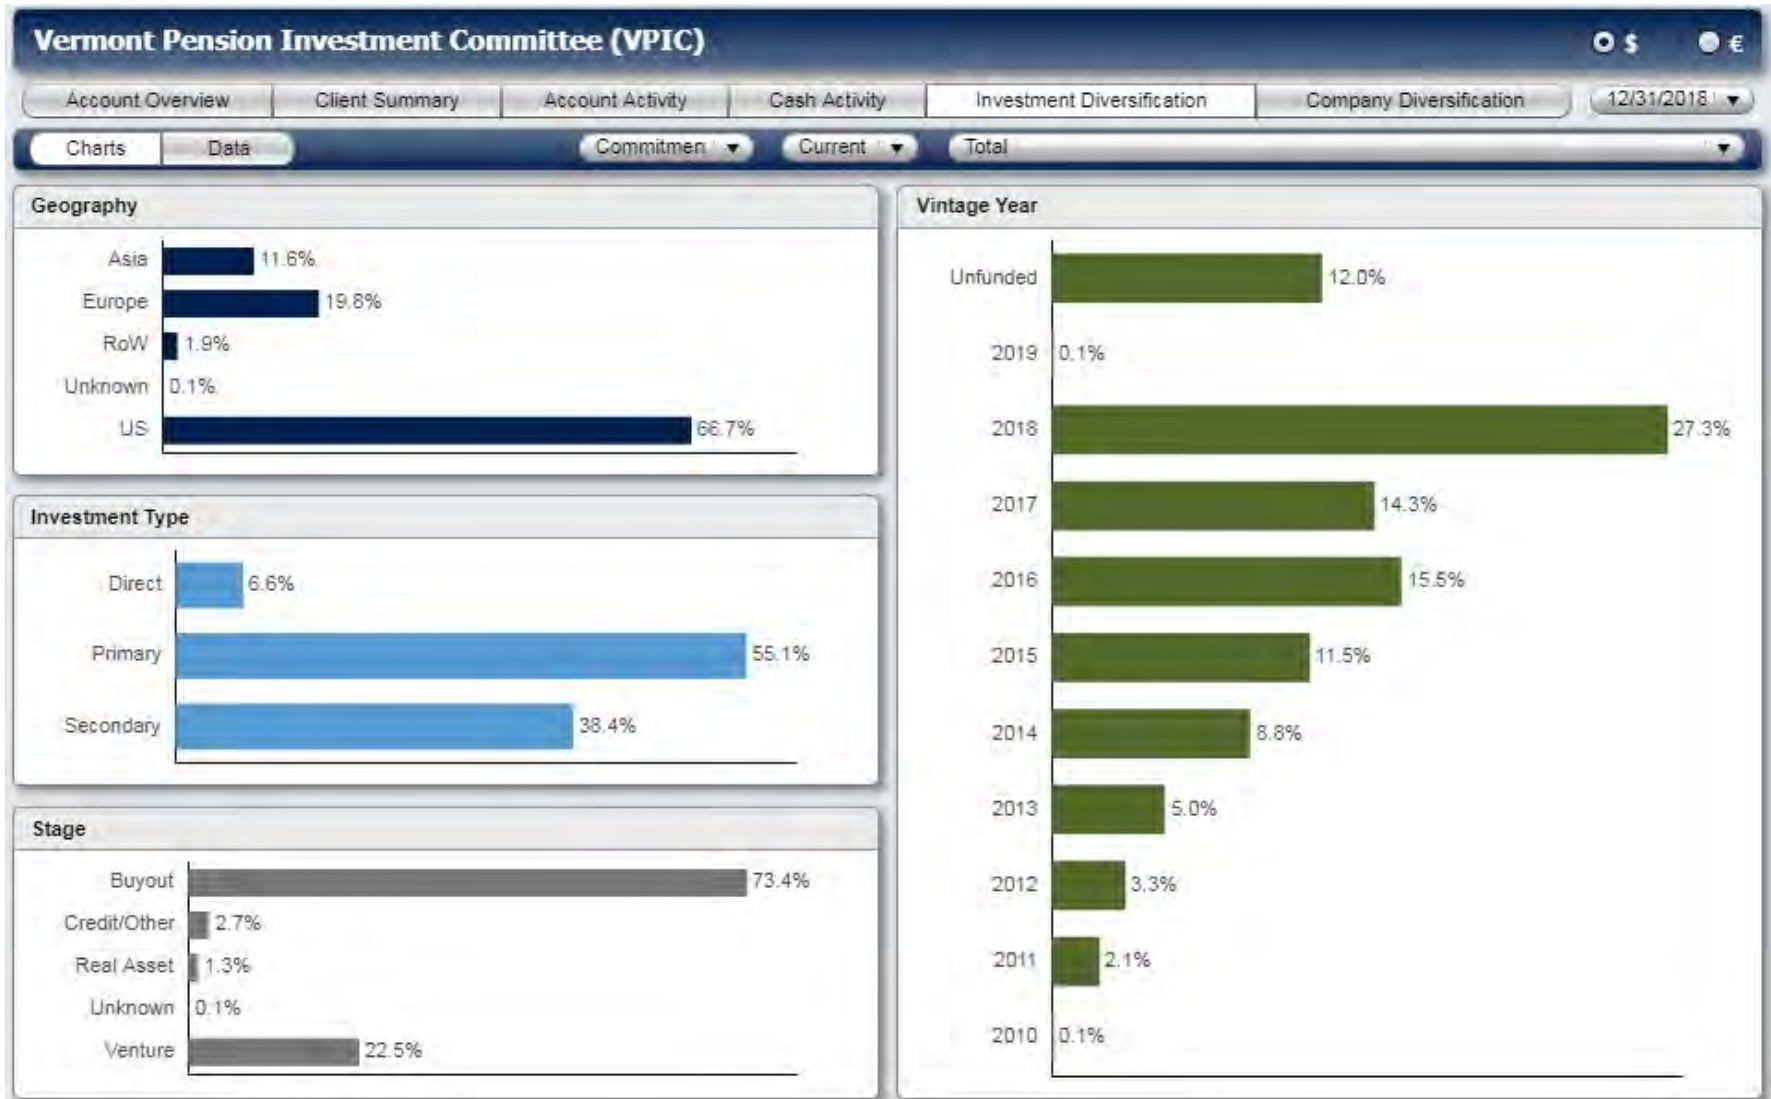 Vermont Pension Investment Committee (VPIC)
$ €
Account Overview Client Summary Account Activity Cash Activity Investment Diversification Company Diversification 12/31/2018
Charts Data Commitmen Current Total
Geography
Asia 11.6%
Europe 19.8%
RoW 1.9%
Unknown 0.1%
US 66.7%
Investment Type
Direct 6.6%
Primary 55.1%
Secondary 38.4%
Stage
Buyout 73.4%
Credit/Other 2.7%
Real Asset 1.3%
Unknown 0.1%
Venture 22.5%
Vintage Year
Unfunded 12.0%
2019 0.1%
2018 27.3%
2017 14.3%
2016 15.5%
2015 11.5%
2014 8.8%
2013 5.0%
2012 3.3%
2011 2.1%
2010 0.1%